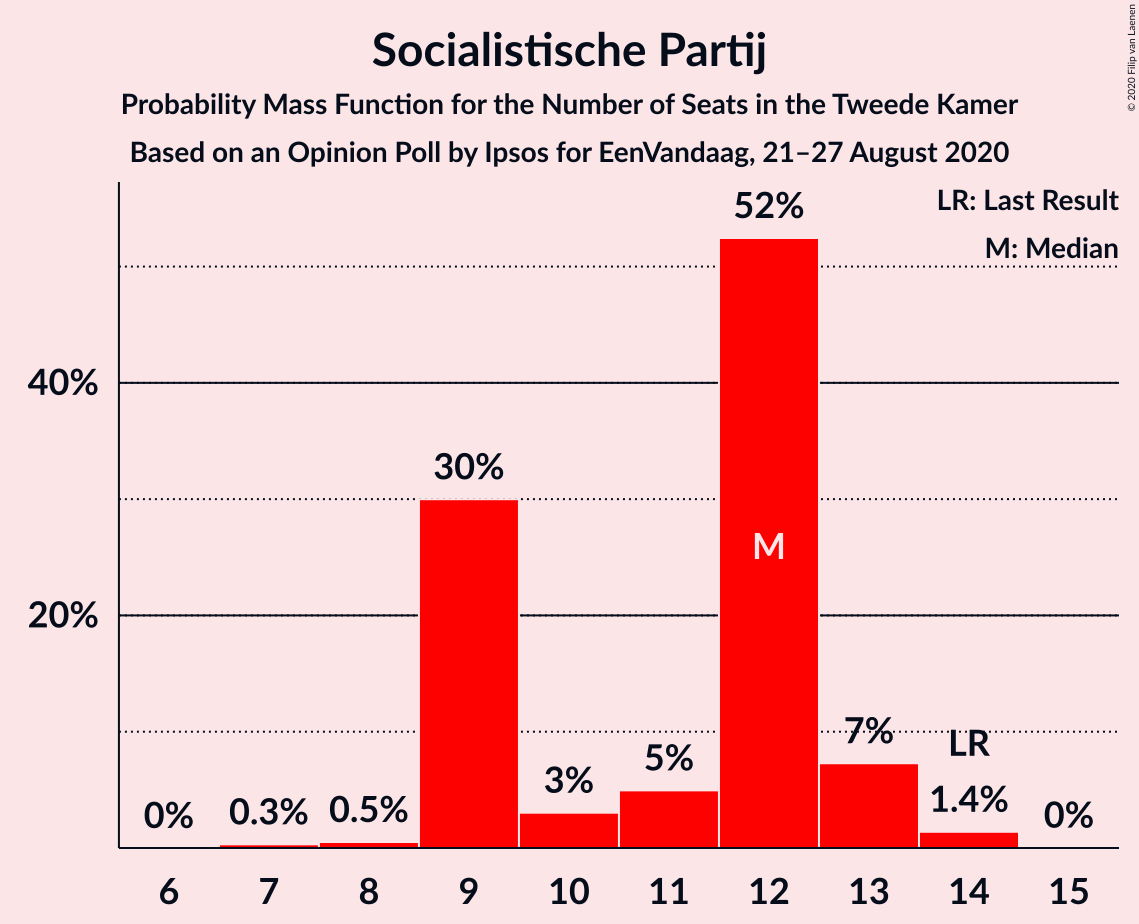 Socialistische Partij
Probability Mass Function for the Number of Seats in the Tweede Kamer
Based on an Opinion Poll by Ipsos for EenVandaag, 21–27 August 2020
© 2020 Filip van Laenen
LR: Last Result
M: Median
52%
40%
30%
M
20%
7%
LR
5%
3%
1.4%
0%
0.3%
0.5%
0%
6 7 8 9 10 11 12 13 14 15